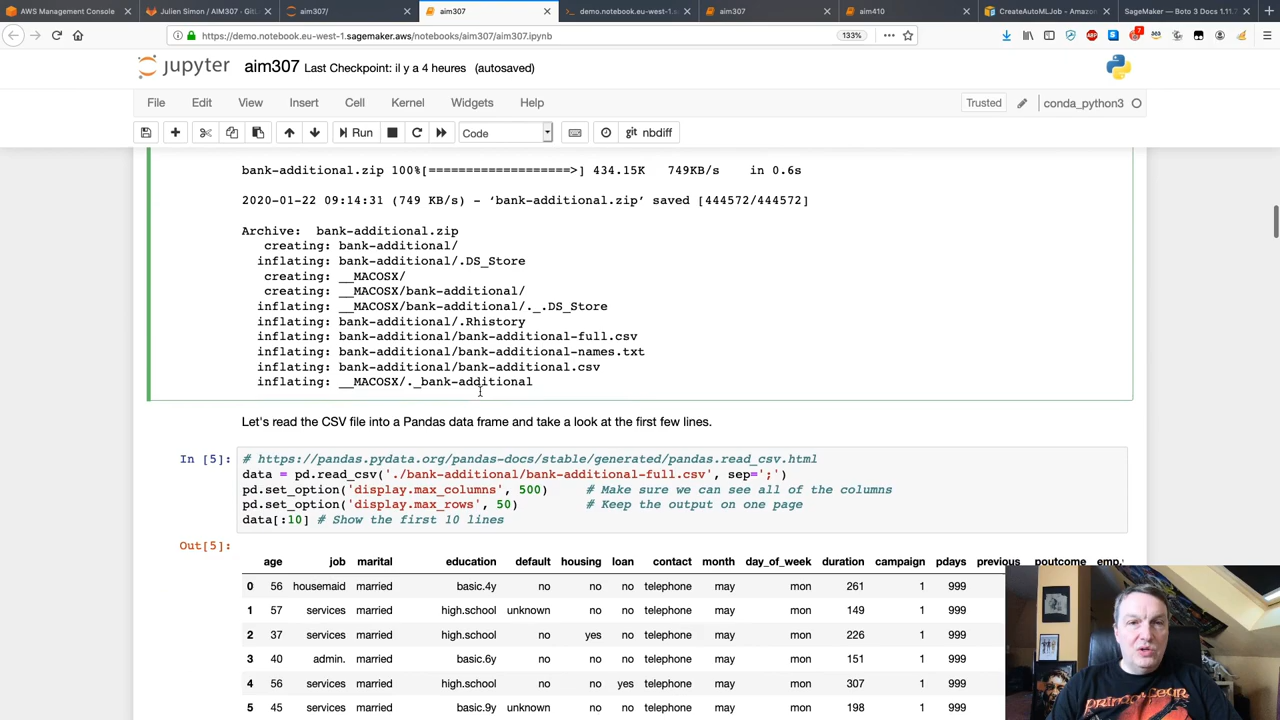 AWS Management Console
Julien Simon / AIM307 · GitL
aim307/
aim307
demo.notebook.eu-west-1.s
aim307
aim410
CreateAutoMLJob - Amazon
SageMaker — Boto 3 Docs 1.11.7
https://demo.notebook.eu-west-1.sagemaker.aws/notebooks/aim307/aim307.ipynb
133%
jupyter aim307 Last Checkpoint: il y a 4 heures (autosaved)
File Edit View Insert Cell Kernel Widgets Help
Trusted
conda_python3
Run
Code
git nbdiff
bank-additional.zip 100%[===================>] 434.15K 749KB/s in 0.6s
2020-01-22 09:14:31 (749 KB/s) - ‘bank-additional.zip’ saved [444572/444572]
Archive: bank-additional.zip
creating: bank-additional/
inflating: bank-additional/.DS_Store
creating: __MACOSX/
creating: __MACOSX/bank-additional/
inflating: __MACOSX/bank-additional/._.DS_Store
inflating: bank-additional/.Rhistory
inflating: bank-additional/bank-additional-full.csv
inflating: bank-additional/bank-additional-names.txt
inflating: bank-additional/bank-additional.csv
inflating: __MACOSX/._bank-additional
Let's read the CSV file into a Pandas data frame and take a look at the first few lines.
In [5]: # https://pandas.pydata.org/pandas-docs/stable/generated/pandas.read_csv.html
data = pd.read_csv('./bank-additional/bank-additional-full.csv', sep=';')
pd.set_option('display.max_columns', 500) # Make sure we can see all of the columns
pd.set_option('display.max_rows', 50) # Keep the output on one page
data[:10] # Show the first 10 lines
Out[5]:
age job marital education default housing loan contact month day_of_week duration campaign pdays previous poutcome emp.
0 56 housemaid married basic.4y no no no telephone may mon 261 1 999
1 57 services married high.school unknown no no telephone may mon 149 1 999
2 37 services married high.school no yes no telephone may mon 226 1 999
3 40 admin. married basic.6y no no no telephone may mon 151 1 999
4 56 services married high.school no no yes telephone may mon 307 1 999
5 45 services married basic.9y unknown no no telephone may mon 198 1 999